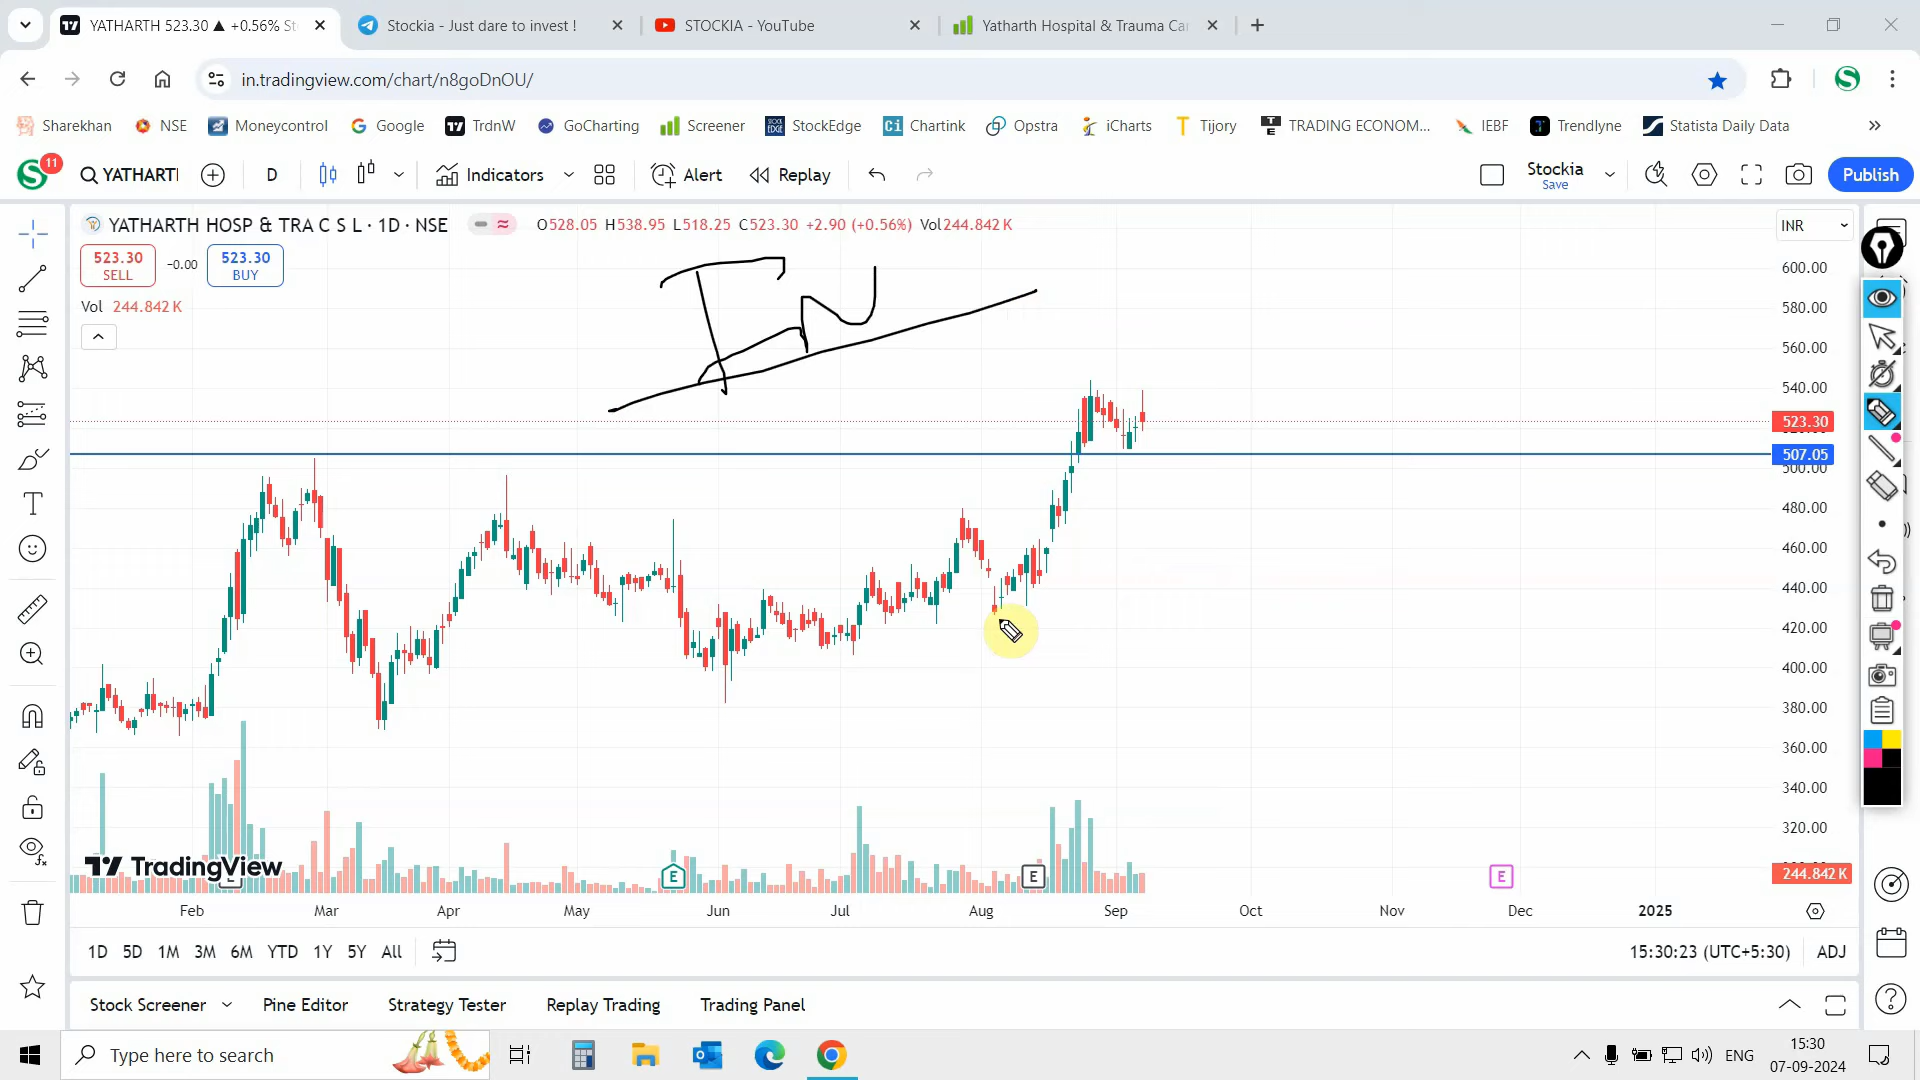 YATHARTH 523.30 ▲ +0.56% St
Stockia - Just dare to invest !
STOCKIA - YouTube
Yatharth Hospital & Trauma Car
in.tradingview.com/chart/n8goDnOU/
Sharekhan NSE Moneycontrol Google TrdnW GoCharting Screener StockEdge Chartink Opstra iCharts Tijory TRADING ECONOM... IEBF Trendlyne Statista Daily Data
11 YATHART D Indicators Alert Replay Stockia Publish
Save
YATHARTH HOSP & TRA C S L · 1D · NSE O528.05 H538.95 L518.25 C523.30 +2.90 (+0.56%) Vol244.842 K INR
523.30 −0.00 523.30
SELL BUY
Vol 244.842 K
IN
600.00
580.00
560.00
540.00
523.30
507.05
500.00
480.00
460.00
440.00
420.00
400.00
380.00
360.00
340.00
320.00
244.842 K
TradingView
E E E
Feb Mar Apr May Jun Jul Aug Sep Oct Nov Dec 2025
1D 5D 1M 3M 6M YTD 1Y 5Y All 15:30:23 (UTC+5:30) ADJ
Stock Screener Pine Editor Strategy Tester Replay Trading Trading Panel
Type here to search ENG 15:30
07-09-2024